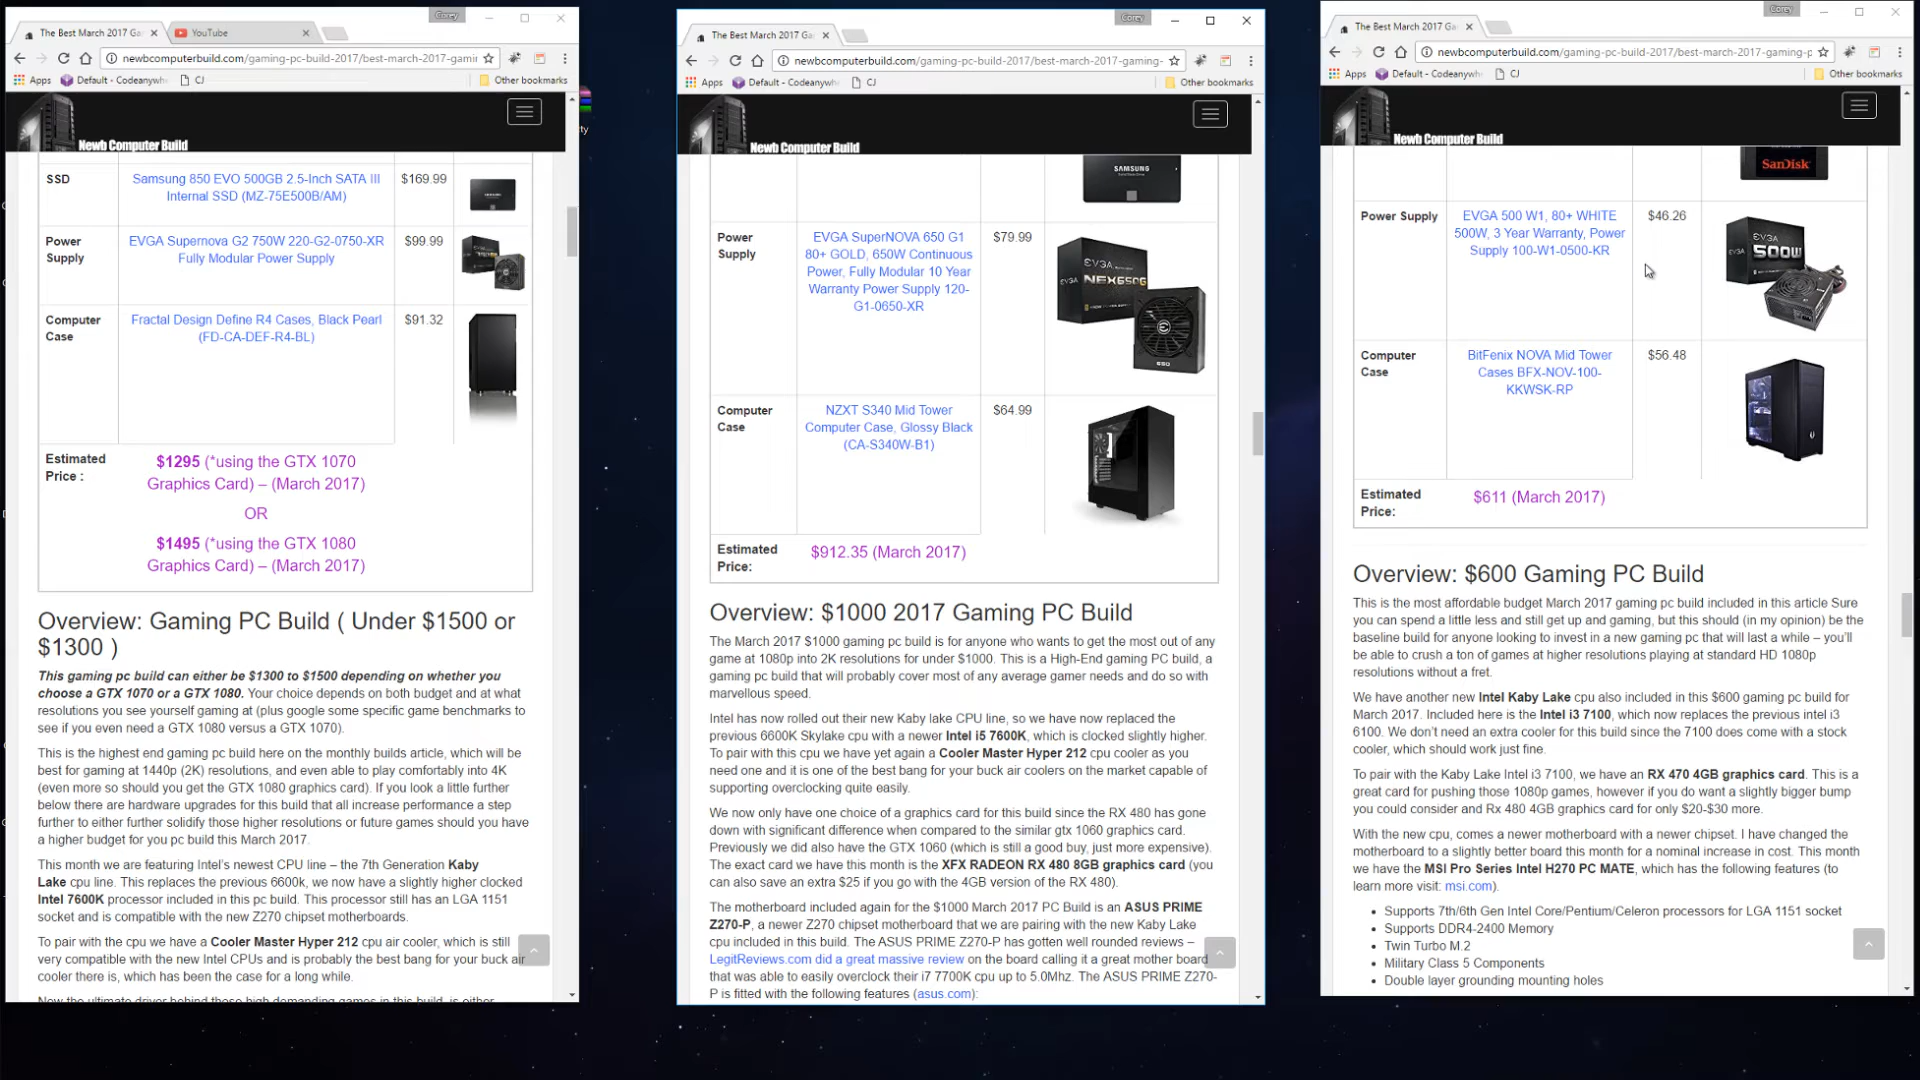 Corey
The Best March 2017 Ga
YouTube
newbcomputerbuild.com/gaming-pc-build-2017/best-march-2017-gamir
Apps
Default - Codeanywh
CJ
Other bookmarks
Newb Computer Build
SSD
Samsung 850 EVO 500GB 2.5-Inch SATA III
Internal SSD (MZ-75E500B/AM)
$169.99
Power
Supply
EVGA Supernova G2 750W 220-G2-0750-XR
Fully Modular Power Supply
$99.99
Computer
Case
Fractal Design Define R4 Cases, Black Pearl
(FD-CA-DEF-R4-BL)
$91.32
Estimated
Price :
$1295 (*using the GTX 1070
Graphics Card) – (March 2017)
OR
$1495 (*using the GTX 1080
Graphics Card) – (March 2017)
Overview: Gaming PC Build ( Under $1500 or
$1300 )
This gaming pc build can either be $1300 to $1500 depending on whether you
choose a GTX 1070 or a GTX 1080. Your choice depends on both budget and at what
resolutions you see yourself gaming at (plus google some specific game benchmarks to
see if you even need a GTX 1080 versus a GTX 1070).
This is the highest end gaming pc build here on the monthly builds article, which will be
best for gaming at 1440p (2K) resolutions, and even able to play comfortably into 4K
(even more so should you get the GTX 1080 graphics card). If you look a little further
below there are hardware upgrades for this build that all increase performance a step
further to either further solidify those higher resolutions or future games should you have
a higher budget for you pc build this March 2017.
This month we are featuring Intel's newest CPU line – the 7th Generation Kaby
Lake cpu line. This replaces the previous 6600k, we now have a slightly higher clocked
Intel 7600K processor included in this pc build. This processor still has an LGA 1151
socket and is compatible with the new Z270 chipset motherboards.
To pair with the cpu we have a Cooler Master Hyper 212 cpu air cooler, which is still
very compatible with the new Intel CPUs and is probably the best bang for your buck air
cooler there is, which has been the case for a long while.
Now the ultimate driver behind these high demanding games in this build, is either
ty
Corey
The Best March 2017 Ga
newbcomputerbuild.com/gaming-pc-build-2017/best-march-2017-gaming-
Apps
Default - Codeanywh
CJ
Other bookmarks
Newb Computer Build
SAMSUNG
Power
Supply
EVGA SuperNOVA 650 G1
80+ GOLD, 650W Continuous
Power, Fully Modular 10 Year
Warranty Power Supply 120-
G1-0650-XR
$79.99
EVGA
NEX650G
650
Computer
Case
NZXT S340 Mid Tower
Computer Case, Glossy Black
(CA-S340W-B1)
$64.99
Estimated
Price:
$912.35 (March 2017)
Overview: $1000 2017 Gaming PC Build
The March 2017 $1000 gaming pc build is for anyone who wants to get the most out of any
game at 1080p into 2K resolutions for under $1000. This is a High-End gaming PC build, a
gaming pc build that will probably cover most of any average gamer needs and do so with
marvellous speed.
Intel has now rolled out their new Kaby lake CPU line, so we have now replaced the
previous 6600K Skylake cpu with a newer Intel i5 7600K, which is clocked slightly higher.
To pair with this cpu we have yet again a Cooler Master Hyper 212 cpu cooler as you
need one and it is one of the best bang for your buck air coolers on the market capable of
supporting overclocking quite easily.
We now only have one choice of a graphics card for this build since the RX 480 has gone
down with significant difference when compared to the similar gtx 1060 graphics card.
Previously we did also have the GTX 1060 (which is still a good buy, just more expensive).
The exact card we have this month is the XFX RADEON RX 480 8GB graphics card (you
can also save an extra $25 if you go with the 4GB version of the RX 480).
The motherboard included again for the $1000 March 2017 PC Build is an ASUS PRIME
Z270-P, a newer Z270 chipset motherboard that we are pairing with the new Kaby Lake
cpu included in this build. The ASUS PRIME Z270-P has gotten well rounded reviews –
LegitReviews.com did a great massive review on the board calling it a great mother board
that was able to easily overclock their i7 7700K cpu up to 5.0Mhz. The ASUS PRIME Z270-
P is fitted with the following features (asus.com):
Corey
The Best March 2017 Ga
newbcomputerbuild.com/gaming-pc-build-2017/best-march-2017-gaming-p
Apps
Default - Codeanywh
CJ
Other bookmarks
Newb Computer Build
SanDisk
Power Supply
EVGA 500 W1, 80+ WHITE
500W, 3 Year Warranty, Power
Supply 100-W1-0500-KR
$46.26
EVGA
500W
Computer
Case
BitFenix NOVA Mid Tower
Cases BFX-NOV-100-
KKWSK-RP
$56.48
Estimated
Price:
$611 (March 2017)
Overview: $600 Gaming PC Build
This is the most affordable budget March 2017 gaming pc build included in this article Sure
you can spend a little less and still get up and gaming, but this should (in my opinion) be the
baseline build for anyone looking to invest in a new gaming pc that will last a while – you'll
be able to crush a ton of games at higher resolutions playing at standard HD 1080p
resolutions without a fret.
We have another new Intel Kaby Lake cpu also included in this $600 gaming pc build for
March 2017. Included here is the Intel i3 7100, which now replaces the previous intel i3
6100. We don't need an extra cooler for this build since the 7100 does come with a stock
cooler, which should work just fine.
To pair with the Kaby Lake Intel i3 7100, we have an RX 470 4GB graphics card. This is a
great card for pushing those 1080p games, however if you do want a slightly bigger bump
you could consider and Rx 480 4GB graphics card for only $20-$30 more.
With the new cpu, comes a newer motherboard with a newer chipset. I have changed the
motherboard to a slightly better board this month for a nominal increase in cost. This month
we have the MSI Pro Series Intel H270 PC MATE, which has the following features (to
learn more visit: msi.com).
• Supports 7th/6th Gen Intel Core/Pentium/Celeron processors for LGA 1151 socket
• Supports DDR4-2400 Memory
• Twin Turbo M.2
• Military Class 5 Components
• Double layer grounding mounting holes